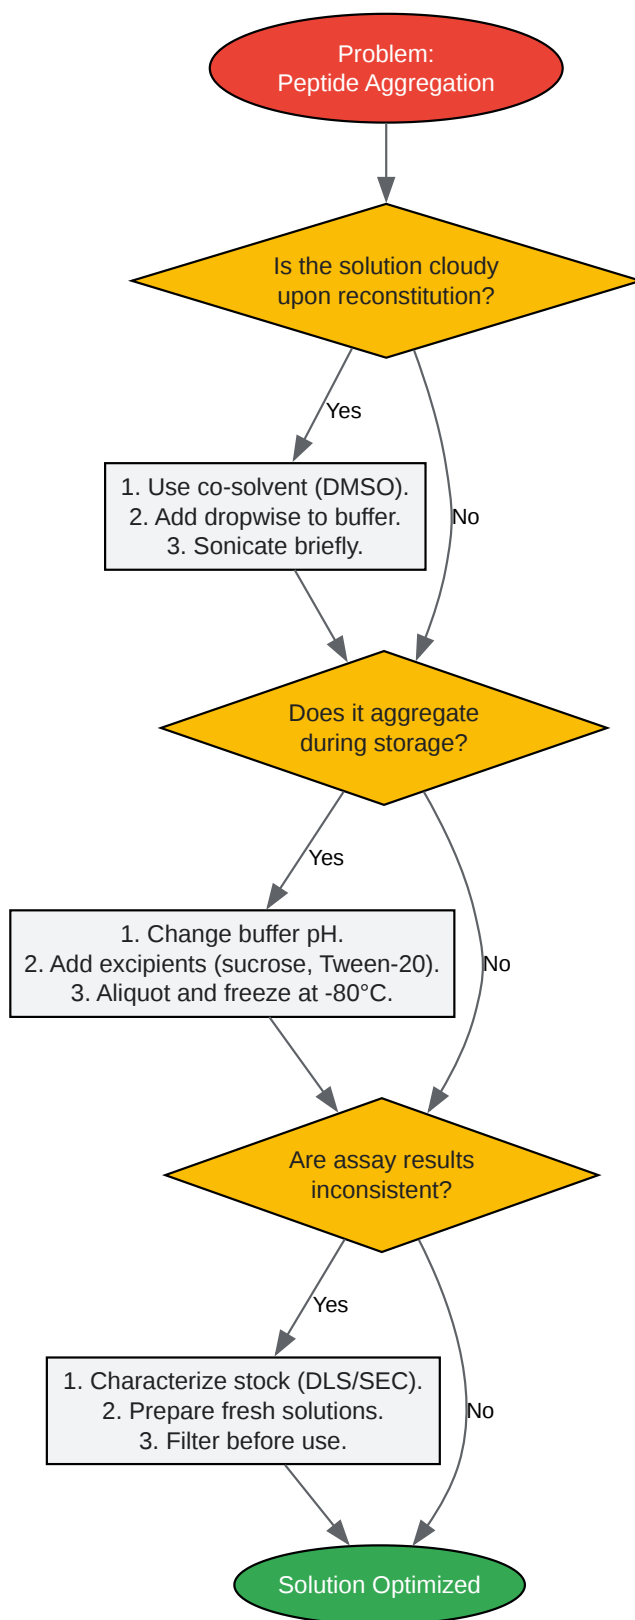 Problem:
Peptide Aggregation
Is the solution cloudy
upon reconstitution?
Yes
No
1. Use co-solvent (DMSO).
2. Add dropwise to buffer.
3. Sonicate briefly.
Does it aggregate
during storage?
Yes
No
1. Change buffer pH.
2. Add excipients (sucrose, Tween-20).
3. Aliquot and freeze at -80°C.
Are assay results
inconsistent?
Yes
No
1. Characterize stock (DLS/SEC).
2. Prepare fresh solutions.
3. Filter before use.
Solution Optimized